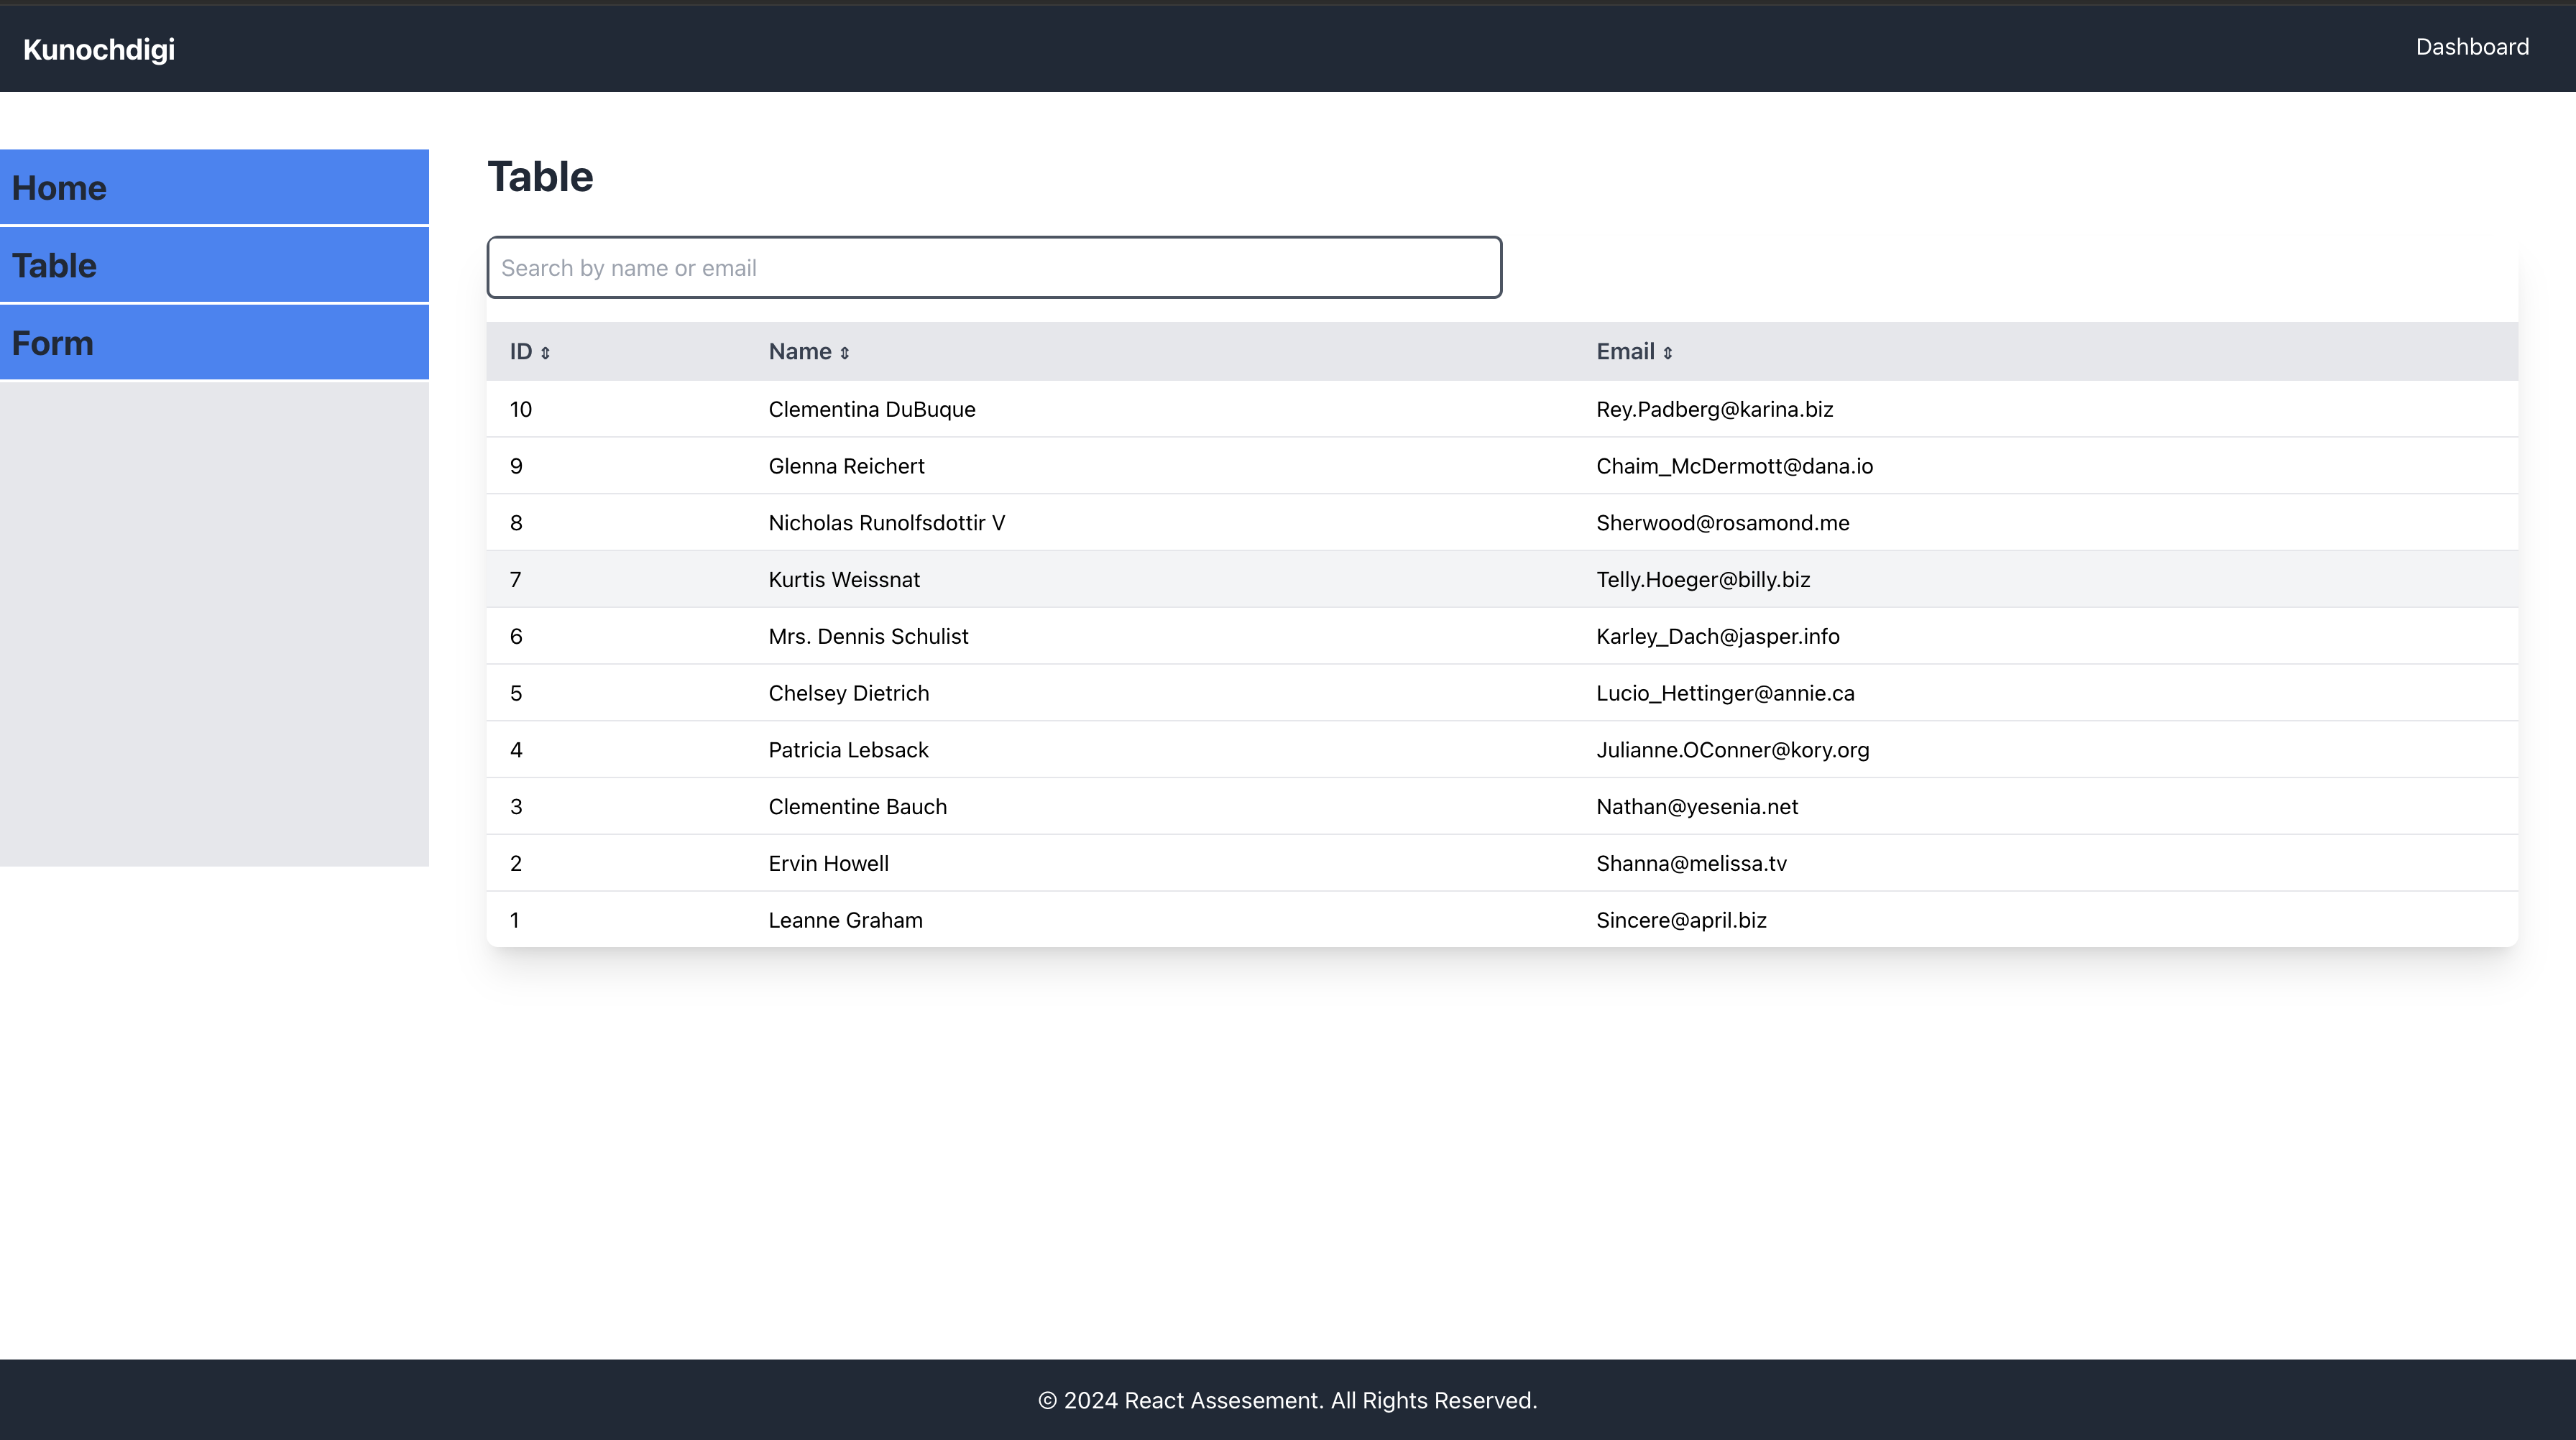 Kunochdigi
Dashboard
Home
Table
Form
Table
Search by name or email
ID ⇕ Name ⇕ Email ⇕
10 Clementina DuBuque Rey.Padberg@karina.biz
9 Glenna Reichert Chaim_McDermott@dana.io
8 Nicholas Runolfsdottir V Sherwood@rosamond.me
7 Kurtis Weissnat Telly.Hoeger@billy.biz
6 Mrs. Dennis Schulist Karley_Dach@jasper.info
5 Chelsey Dietrich Lucio_Hettinger@annie.ca
4 Patricia Lebsack Julianne.OConner@kory.org
3 Clementine Bauch Nathan@yesenia.net
2 Ervin Howell Shanna@melissa.tv
1 Leanne Graham Sincere@april.biz
© 2024 React Assesement. All Rights Reserved.